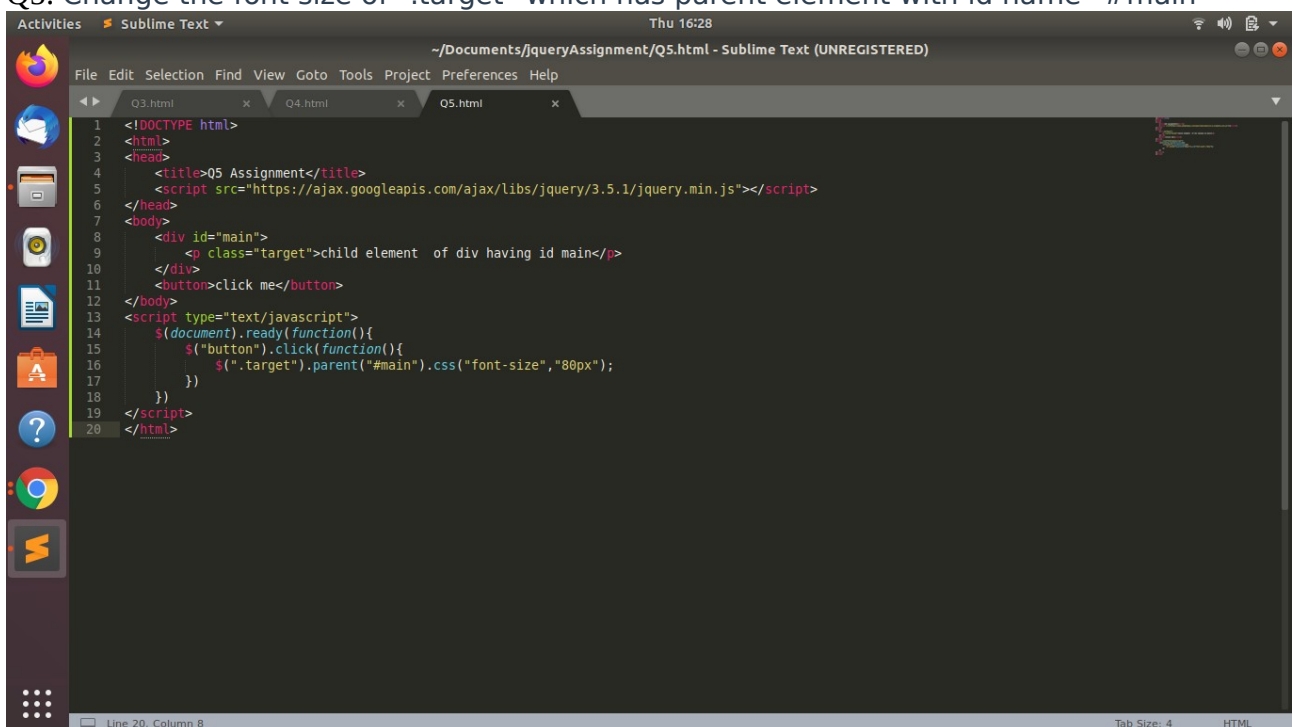 Q5. Change the font size of ".target" which has parent element with id name "#main"
Activities Sublime Text Thu 16:28
~/Documents/jqueryAssignment/Q5.html - Sublime Text (UNREGISTERED)
File Edit Selection Find View Goto Tools Project Preferences Help
Q3.html Q4.html Q5.html
1 <!DOCTYPE html>
2 <html>
3 <head>
4 <title>Q5 Assignment</title>
5 <script src="https://ajax.googleapis.com/ajax/libs/jquery/3.5.1/jquery.min.js"></script>
6 </head>
7 <body>
8 <div id="main">
9 <p class="target">child element  of div having id main</p>
10 </div>
11 <button>click me</button>
12 </body>
13 <script type="text/javascript">
14 $(document).ready(function(){
15 $("button").click(function(){
16 $(".target").parent("#main").css("font-size","80px");
17 })
18 })
19 </script>
20 </html>
Line 20, Column 8 Tab Size: 4 HTML